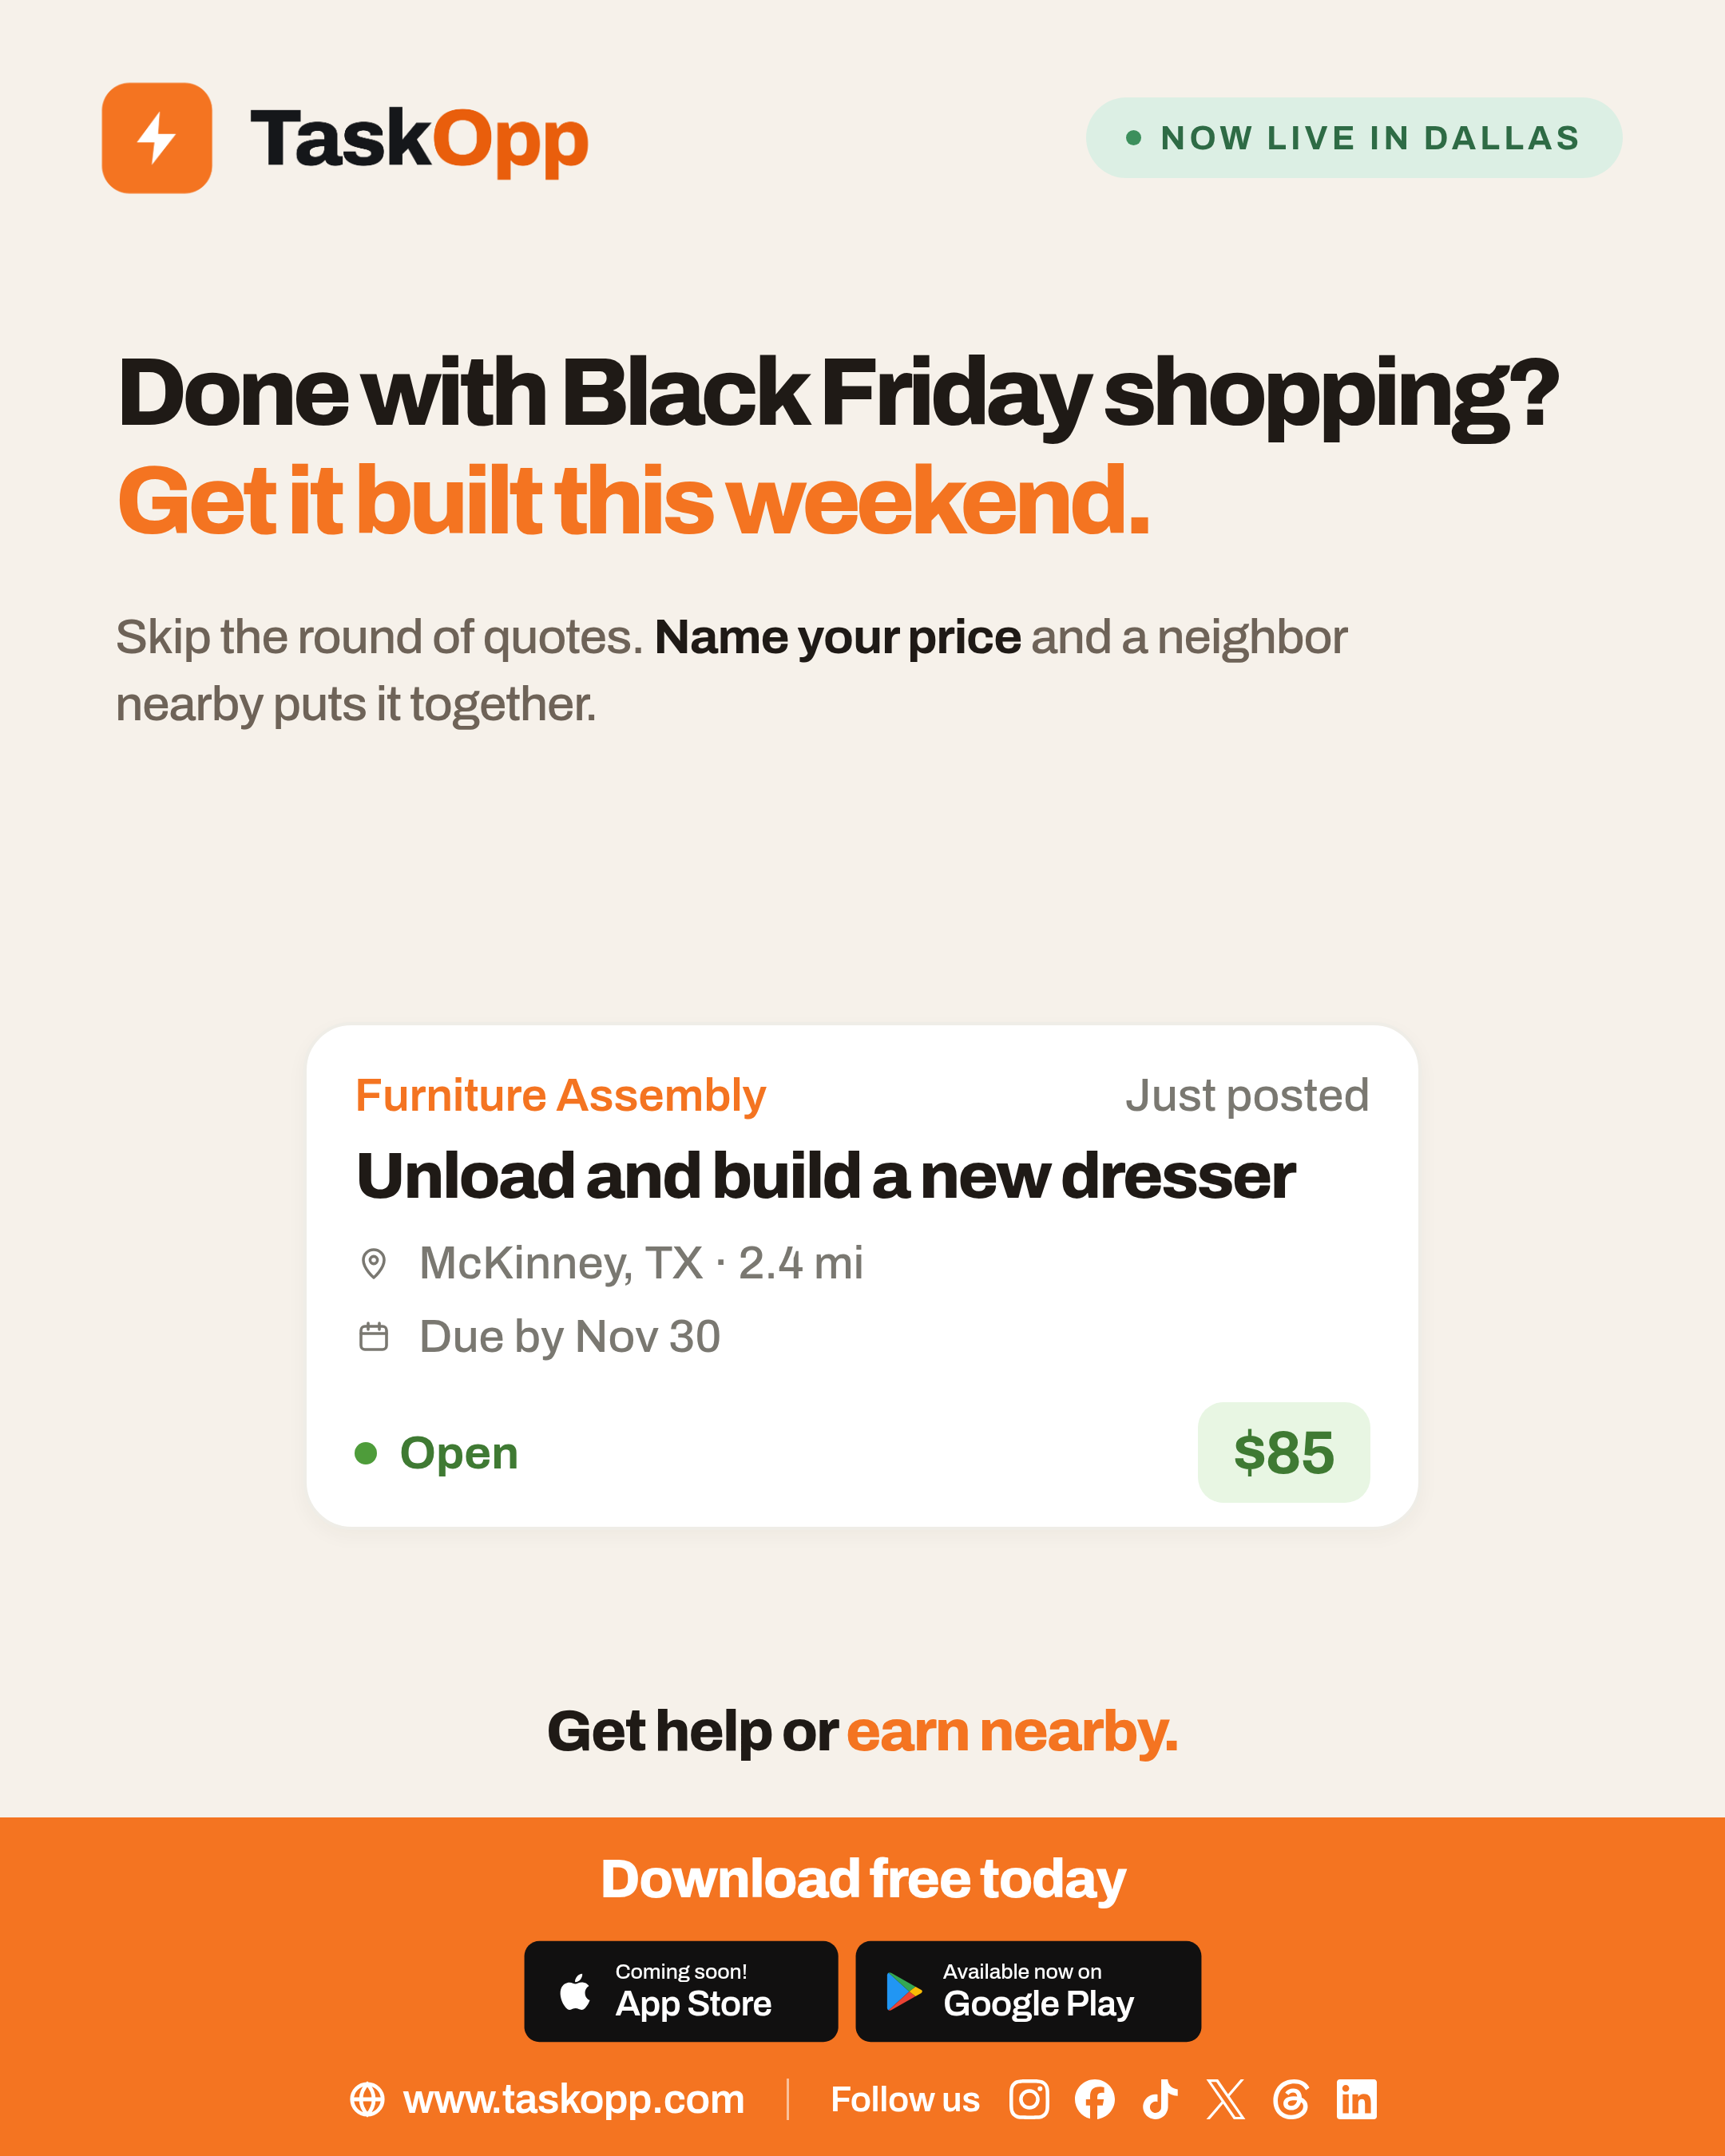 TaskOpp
NOW LIVE IN DALLAS
Done with Black Friday shopping?
Get it built this weekend.
Skip the round of quotes. Name your price and a neighbor
nearby puts it together.
Furniture Assembly
Just posted
Unload and build a new dresser
McKinney, TX · 2.4 mi
Due by Nov 30
Open
$85
Get help or earn nearby.
Download free today
Coming soon!
App Store
Available now on
Google Play
www.taskopp.com
Follow us